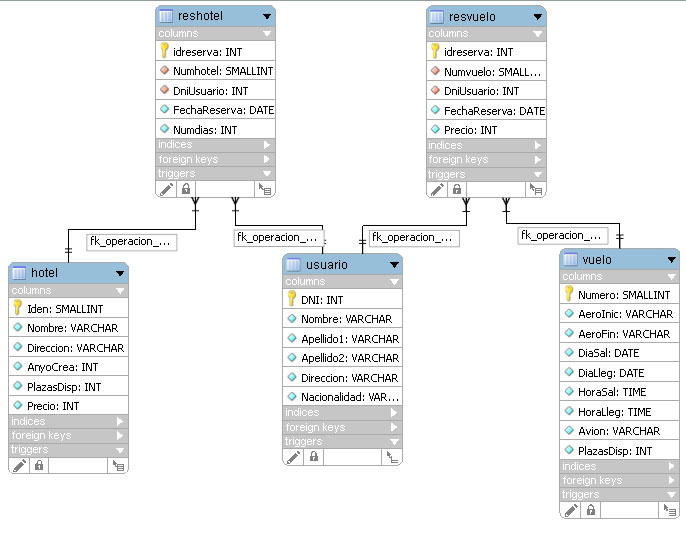 reshotel
columns
idreserva: INT
Numhotel: SMALLINT
DniUsuario: INT
FechaReserva: DATE
Numdias: INT
indices
foreign keys
triggers
resvuelo
columns
idreserva: INT
Numvuelo: SMALL...
DniUsuario: INT
FechaReserva: DATE
Precio: INT
indices
foreign keys
triggers
fk_operacion_...
fk_operacion_...
fk_operacion_...
fk_operacion_...
hotel
columns
Iden: SMALLINT
Nombre: VARCHAR
Direccion: VARCHAR
AnyoCrea: INT
PlazasDisp: INT
Precio: INT
indices
foreign keys
triggers
usuario
columns
DNI: INT
Nombre: VARCHAR
Apellido1: VARCHAR
Apellido2: VARCHAR
Direccion: VARCHAR
Nacionalidad: VAR...
indices
foreign keys
triggers
vuelo
columns
Numero: SMALLINT
AeroInic: VARCHAR
AeroFin: VARCHAR
DiaSal: DATE
DiaLleg: DATE
HoraSal: TIME
HoraLleg: TIME
Avion: VARCHAR
PlazasDisp: INT
indices
foreign keys
triggers